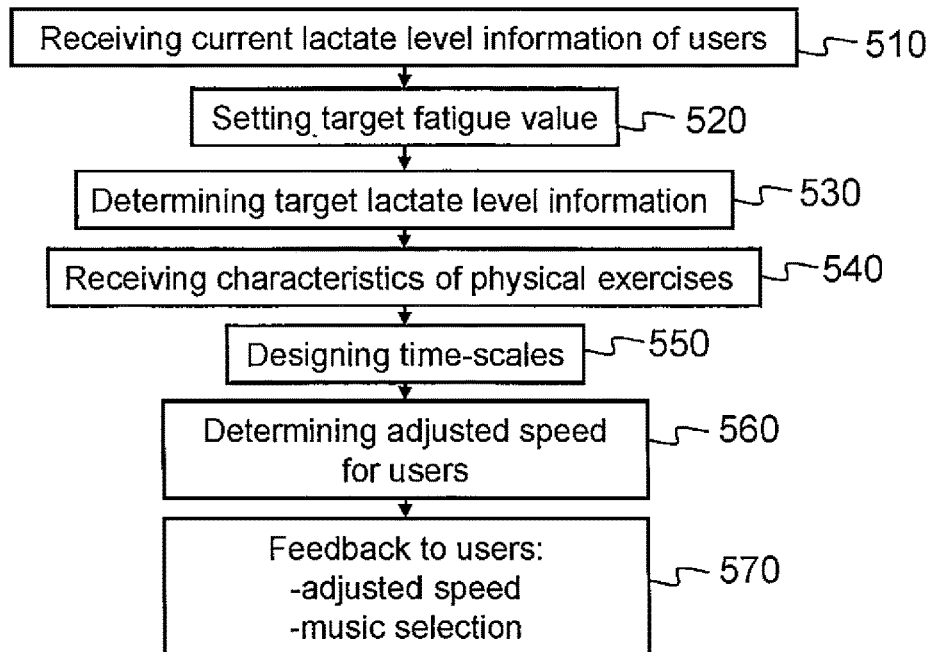 Receiving current lactate level information of users 510
Setting target fatigue value 520
Determining target lactate level information 530
Receiving characteristics of physical exercises 540
Designing time-scales 550
Determining adjusted speed 560
for users
Feedback to users:
-adjusted speed 570
-music selection